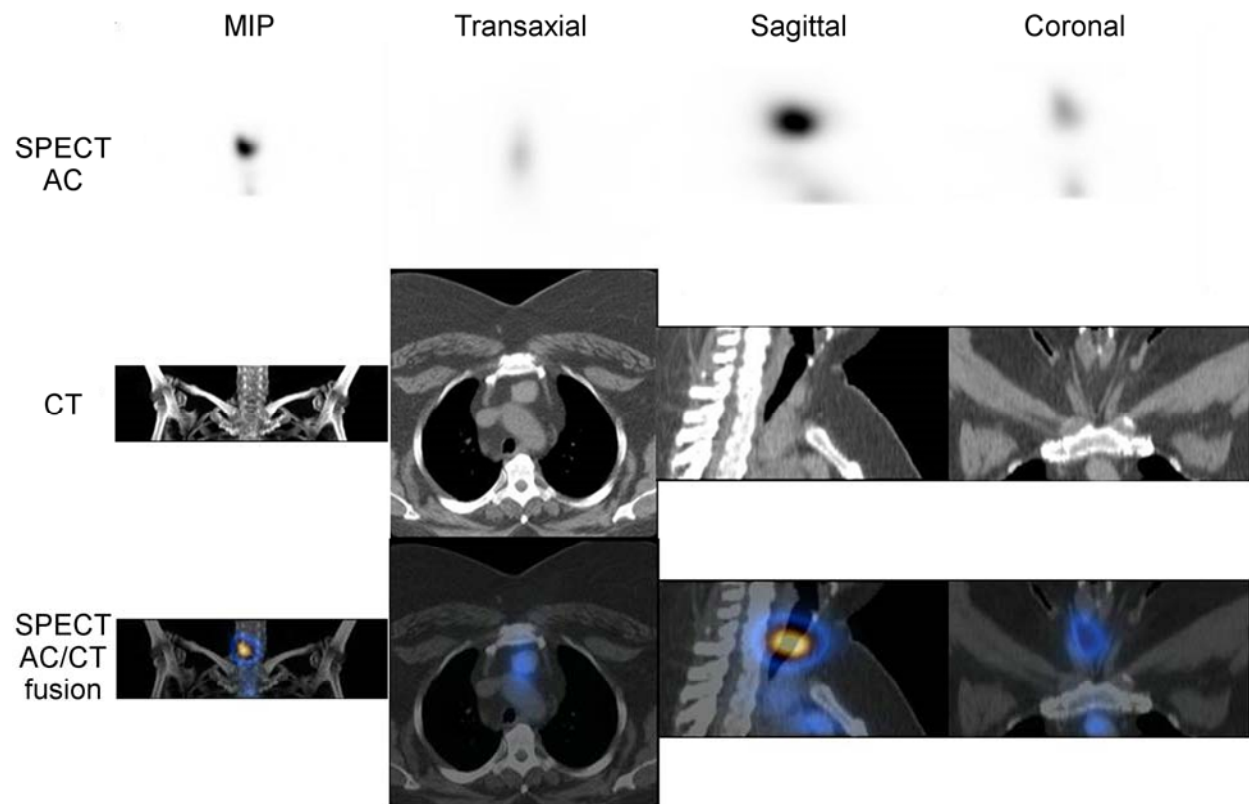 MIP
Transaxial
Sagittal
Coronal
SPECT
AC
CT
SPECT
AC/CT
fusion